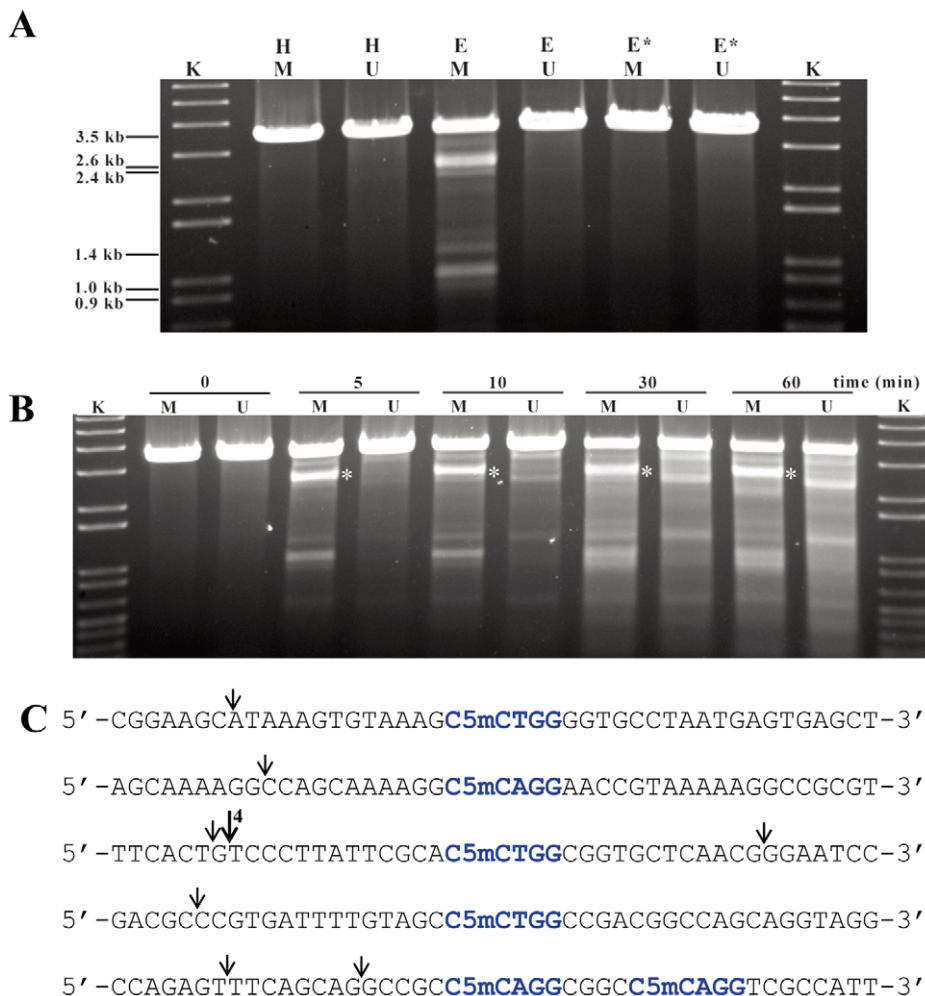 A
H H E E E* E*
K M U M U M U K
3.5 kb
2.6 kb
2.4 kb
1.4 kb
1.0 kb
0.9 kb
B
0 5 10 30 60 time (min)
K M U M U M U M U M U K
* * * *
C
5′-CGGAAGCATAAAGTGTAAAGC5mCTGGGGTGCCTAATGAGTGAGCT-3′
5′-AGCAAAAGGCCAGCAAAAGGC5mCAGGAACCGTAAAAAGGCCGCGT-3′
4
5′-TTCACTGTCCCTTATTCGCAC5mCTGGCGGTGCTCAACGGGAATCC-3′
5′-GACGCCCGTGATTTTGTAGCC5mCTGGCCGACGGCCAGCAGGTAGG-3′
5′-CCAGAGTTTCAGCAGGCCGCC5mCAGGCGGCC5mCAGGTCGCCATT-3′